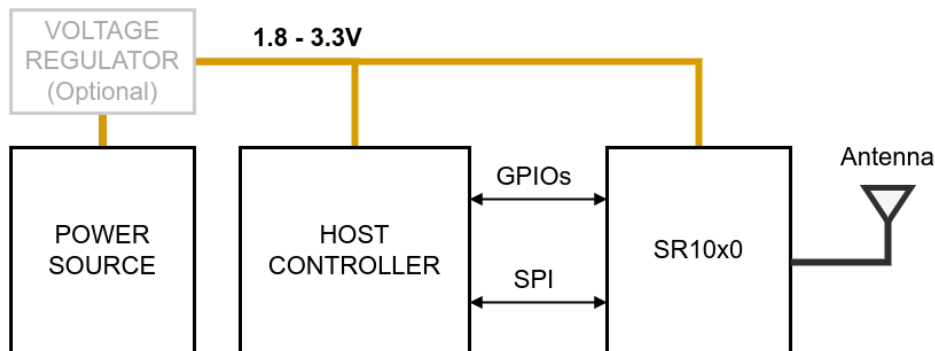 VOLTAGE
REGULATOR
(Optional)
1.8 - 3.3V
POWER
SOURCE
HOST
CONTROLLER
GPIOs
SPI
SR10x0
Antenna